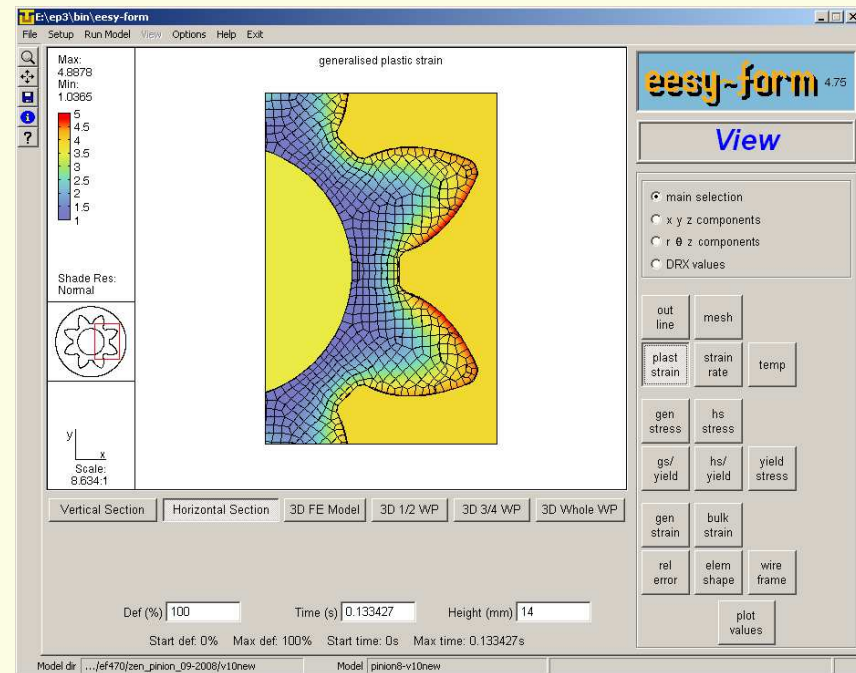 E:\ep3\bin\eesy-form
File Setup Run Model View Options Help Exit
Max:
4.8878
Min:
1.0365
5
4.5
4
3.5
3
2.5
2
1.5
1
Shade Res:
Normal
y
x
Scale:
8.634:1
generalised plastic strain
eesy-form 4.75
View
main selection
x y z components
r θ z components
DRX values
out line
mesh
plast strain
strain rate
temp
gen stress
hs stress
gs/ yield
hs/ yield
yield stress
gen strain
bulk strain
rel error
elem shape
wire frame
plot values
Vertical Section Horizontal Section 3D FE Model 3D 1/2 WP 3D 3/4 WP 3D Whole WP
Def (%) 100 Time (s) 0.133427 Height (mm) 14
Start def: 0% Max def: 100% Start time: 0s Max time: 0.133427s
Model dir .../ef470/zen_pinion_09-2008/v10new Model pinion8-v10new